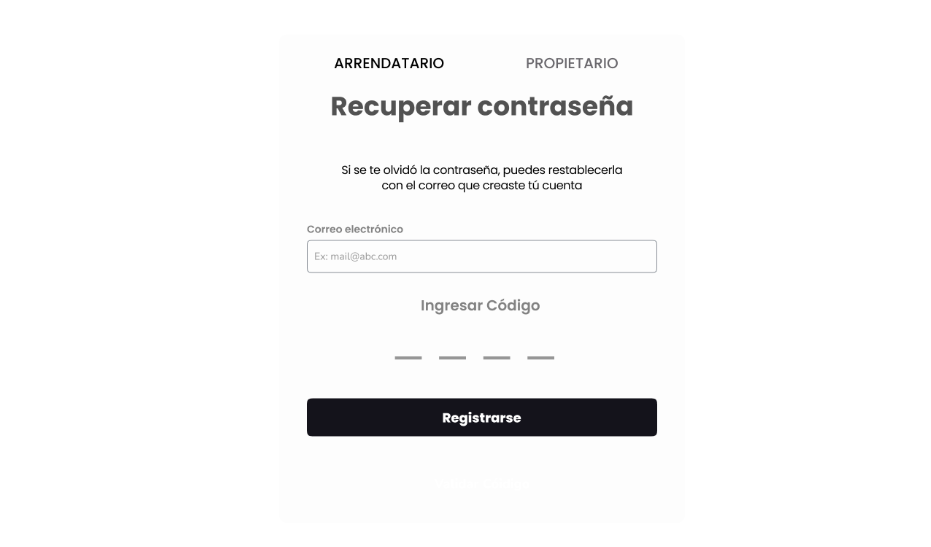 ARRENDATARIO PROPIETARIO
Recuperar contraseña
Si se te olvidó la contraseña, puedes restablecerla
con el correo que creaste tú cuenta
Correo electrónico
Ex: mail@abc.com
Ingresar Código
Registrarse